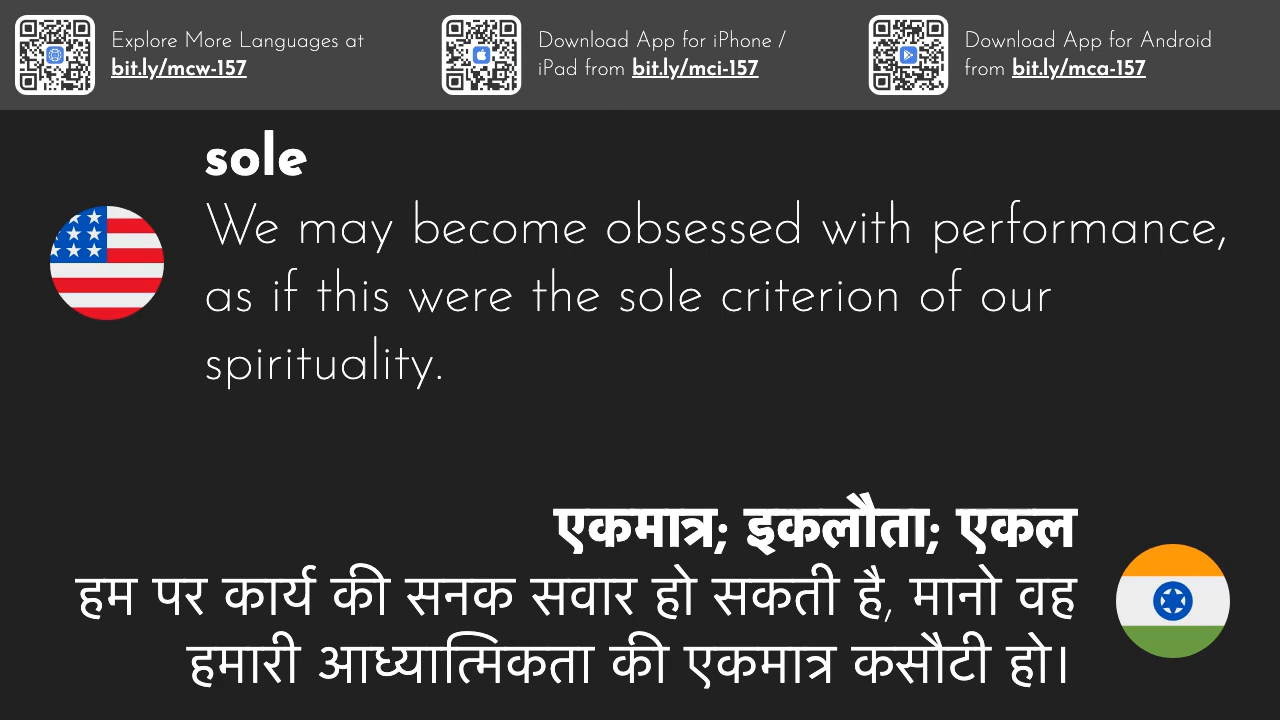 Explore More Languages at
bit.ly/mcw-157
Download App for iPhone /
iPad from bit.ly/mci-157
Download App for Android
from bit.ly/mca-157
sole
We may become obsessed with performance,
as if this were the sole criterion of our
spirituality.
एकमात्र; इकलौता; एकल
हम पर कार्य की सनक सवार हो सकती है, मानो वह
हमारी आध्यात्मिकता की एकमात्र कसौटी हो।